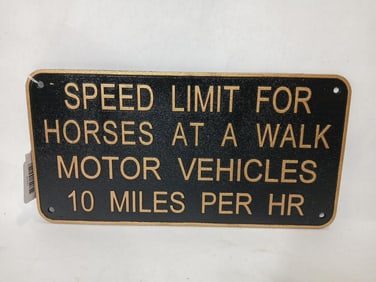 SPEED LIMIT FOR
HORSES AT A WALK
MOTOR VEHICLES
10 MILES PER HR